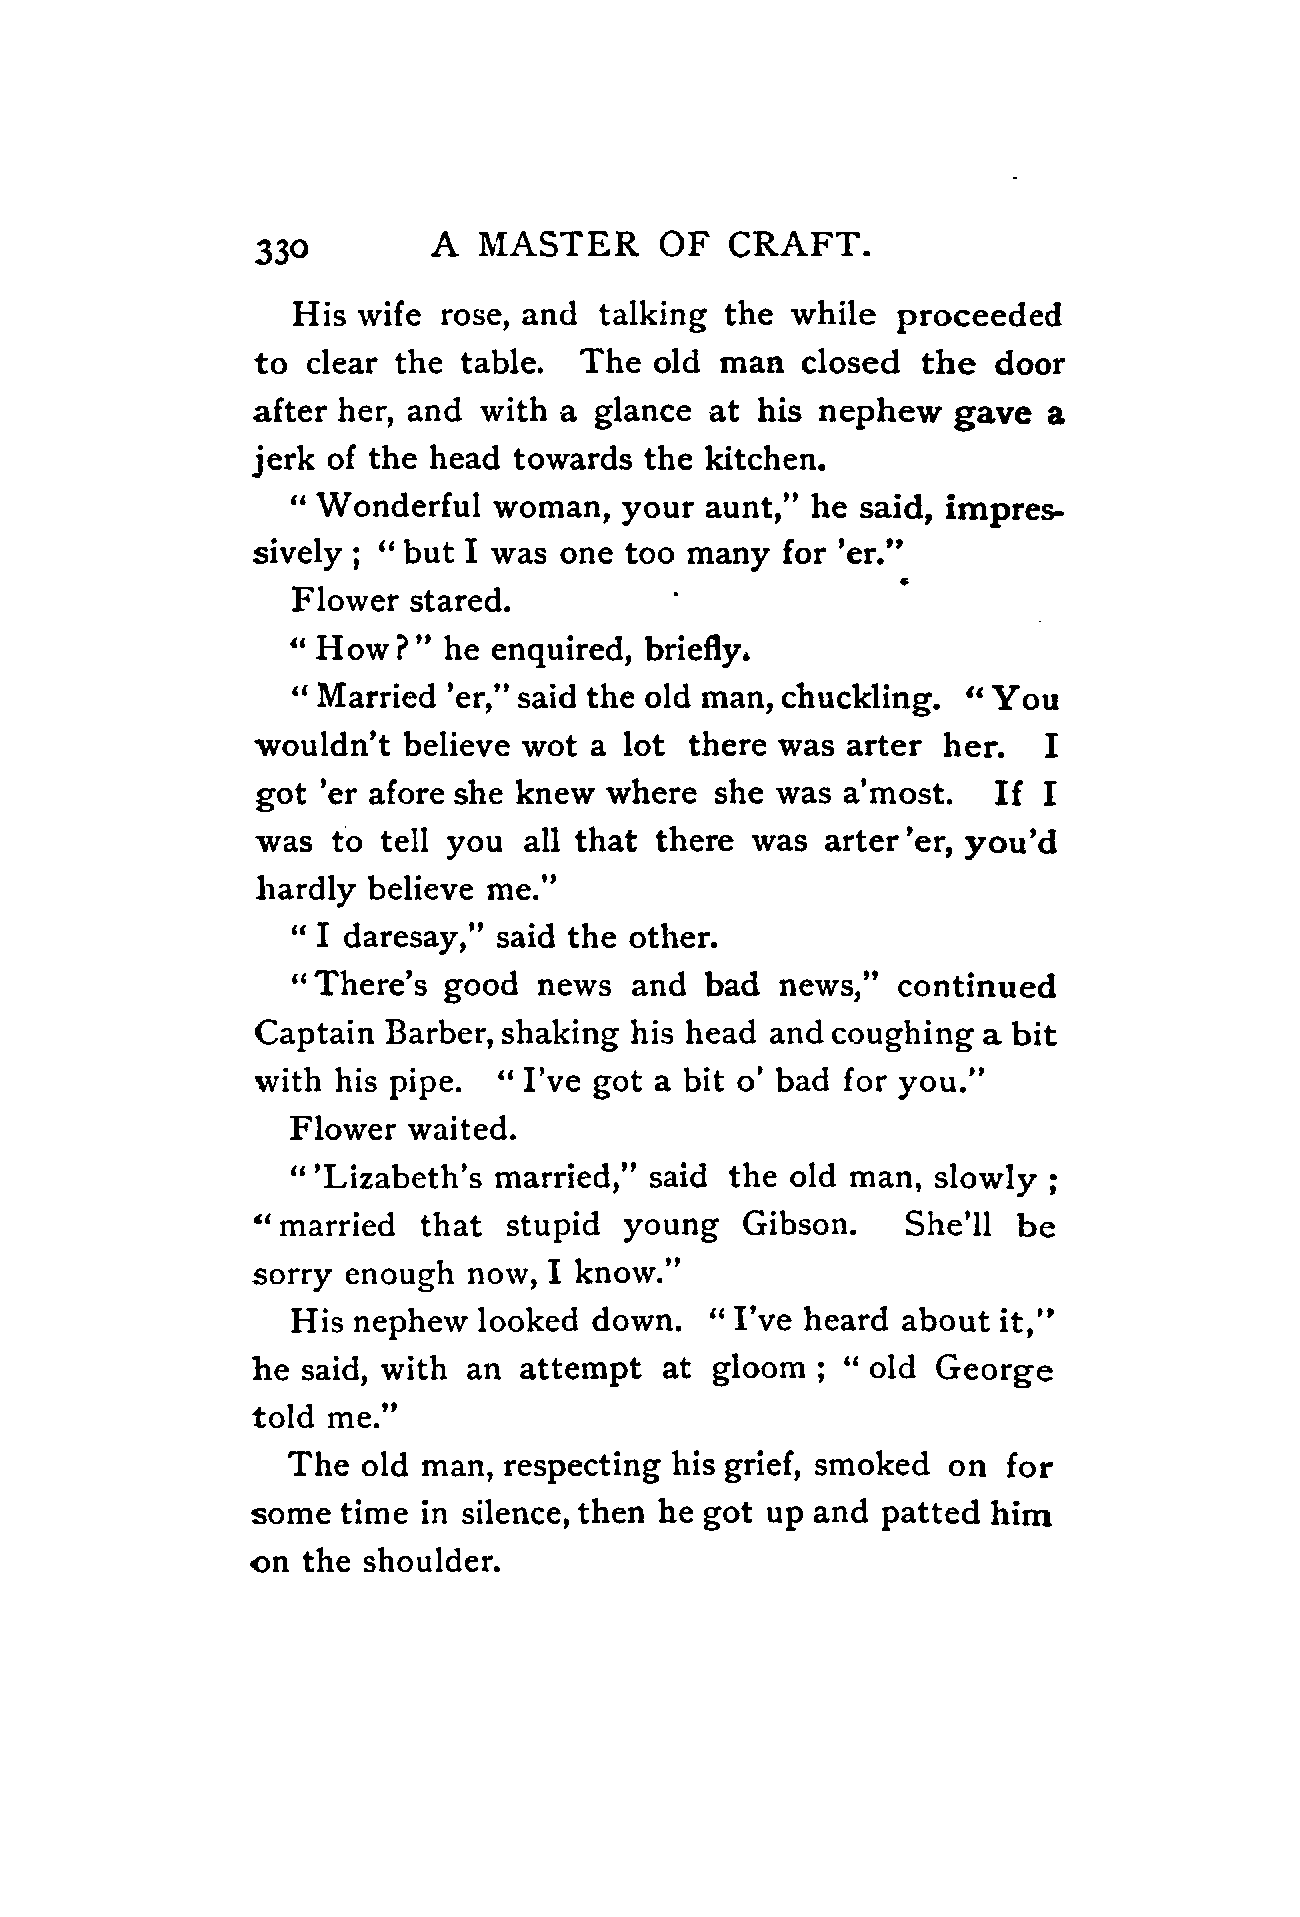 330 A MASTER OF CRAFT.
His wife rose, and talking the while proceeded
to clear the table. The old man closed the door
after her, and with a glance at his nephew gave a
jerk of the head towards the kitchen.
“ Wonderful woman, your aunt,” he said, impres-
sively ; “ but I was one too many for ’er.”
Flower stared.
“ How ? ” he enquired, briefly.
“ Married ’er,” said the old man, chuckling. “ You
wouldn’t believe wot a lot there was arter her. I
got ’er afore she knew where she was a’most. If I
was to tell you all that there was arter ’er, you’d
hardly believe me.”
“ I daresay,” said the other.
“ There’s good news and bad news,” continued
Captain Barber, shaking his head and coughing a bit
with his pipe. “ I’ve got a bit o’ bad for you.”
Flower waited.
“ ’Lizabeth’s married,” said the old man, slowly ;
“ married that stupid young Gibson. She’ll be
sorry enough now, I know.”
His nephew looked down. “ I’ve heard about it,”
he said, with an attempt at gloom ; “ old George
told me.”
The old man, respecting his grief, smoked on for
some time in silence, then he got up and patted him
on the shoulder.